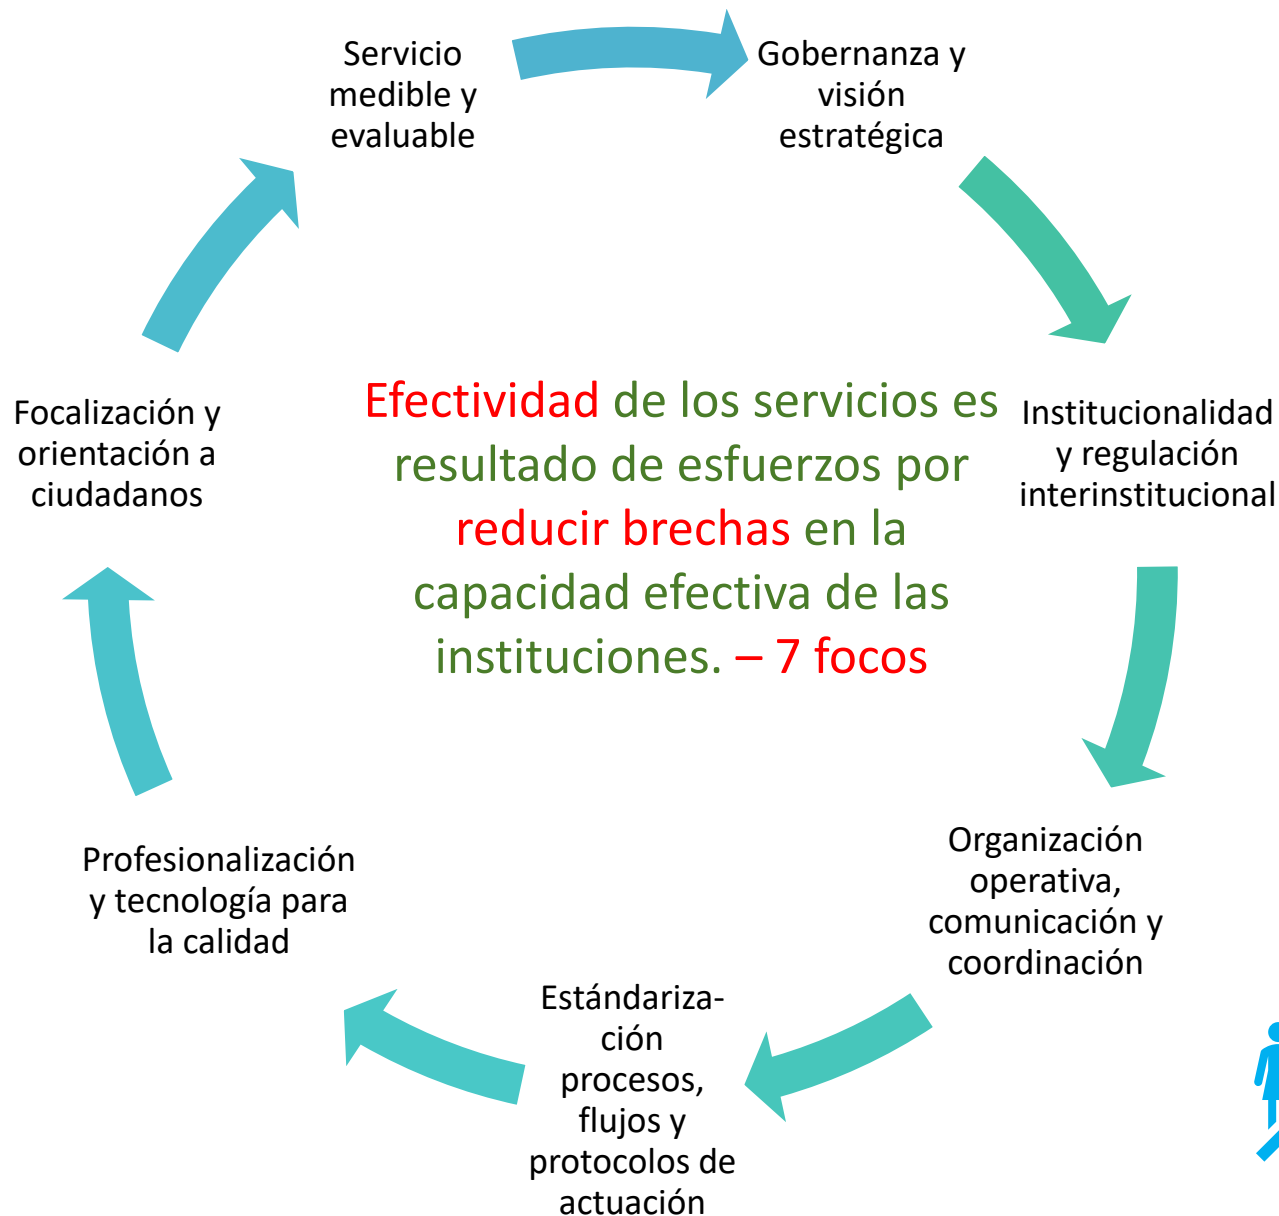 Servicio
medible y
evaluable
Gobernanza y
visión
estratégica
Institucionalidad
y regulación
interinstitucional
Organización
operativa,
comunicación y
coordinación
Estándariza-
ción
procesos,
flujos y
protocolos de
actuación
Profesionalización
y tecnología para
la calidad
Focalización y
orientación a
ciudadanos
Efectividad de los servicios es
resultado de esfuerzos por
reducir brechas en la
capacidad efectiva de las
instituciones. – 7 focos